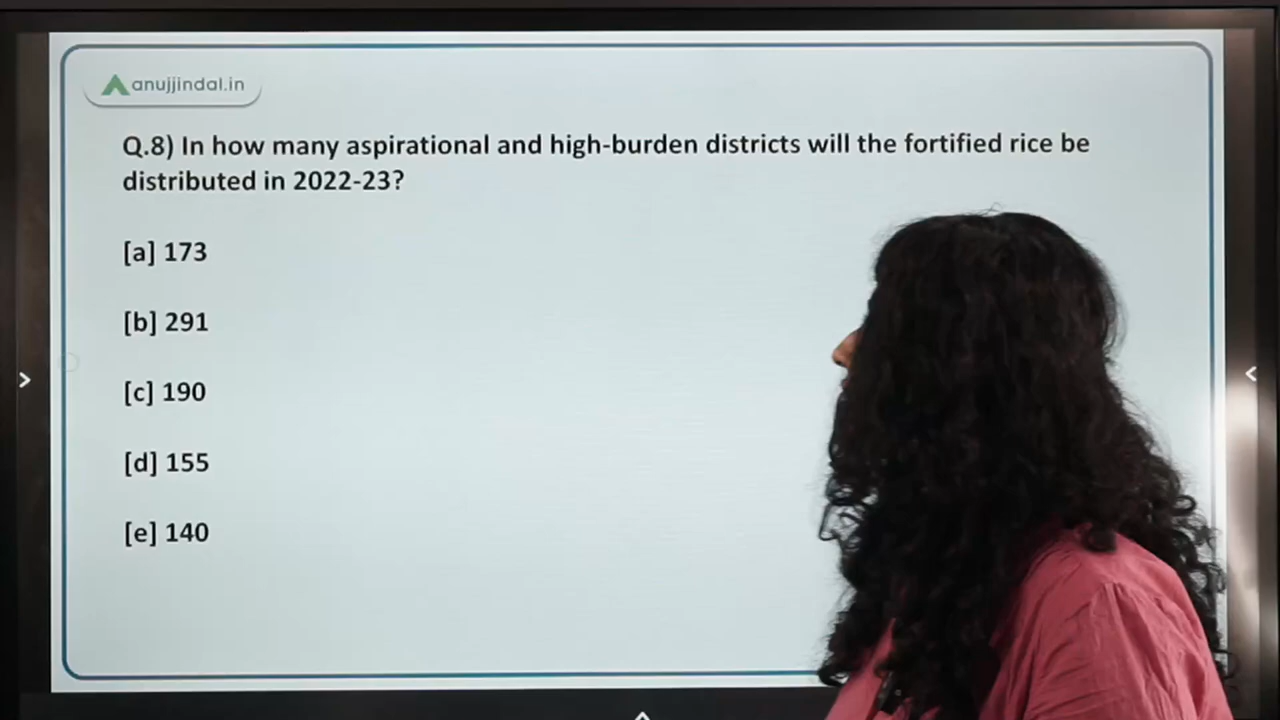 anujjindal.in
Q.8) In how many aspirational and high-burden districts will the fortified rice be
distributed in 2022-23?
[a] 173
[b] 291
[c] 190
[d] 155
[e] 140